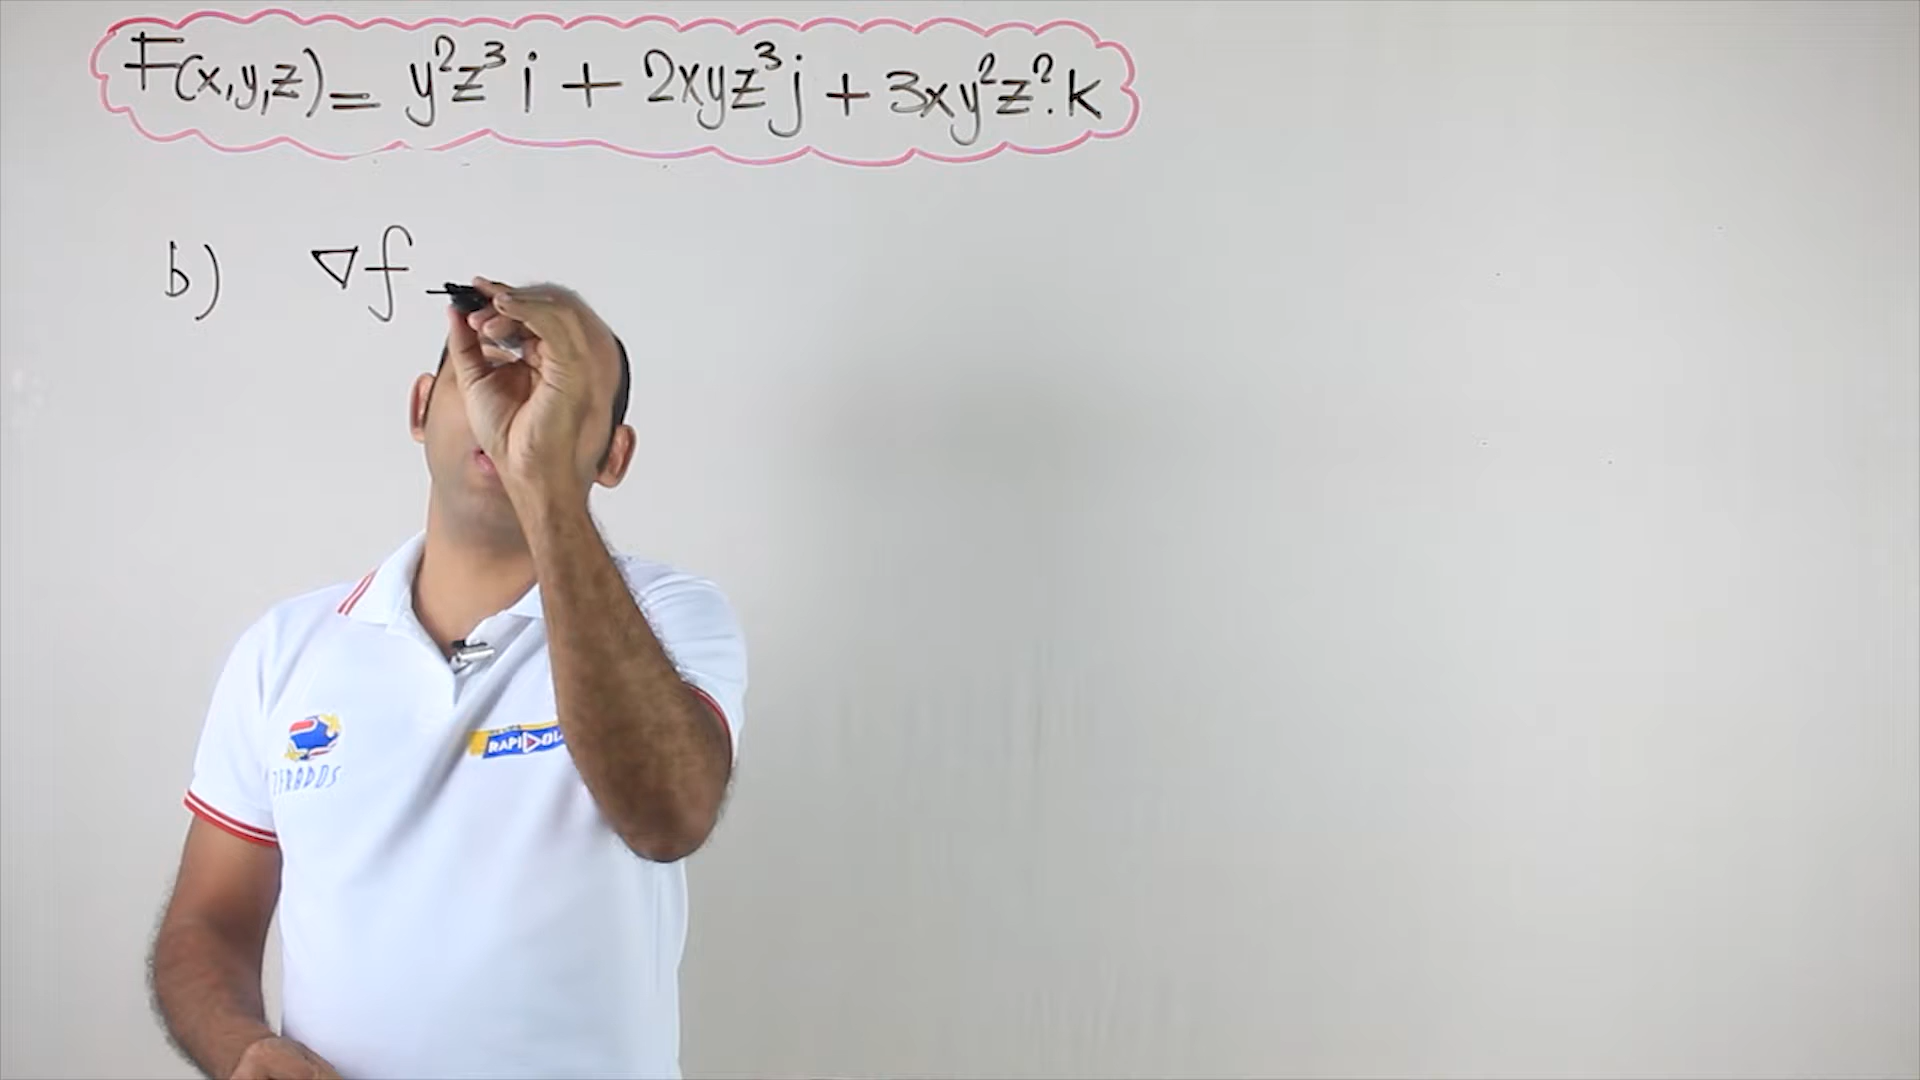 F(x,y,z) = y²z³ i + 2xyz³ j + 3xy²z². k
b) ∇f